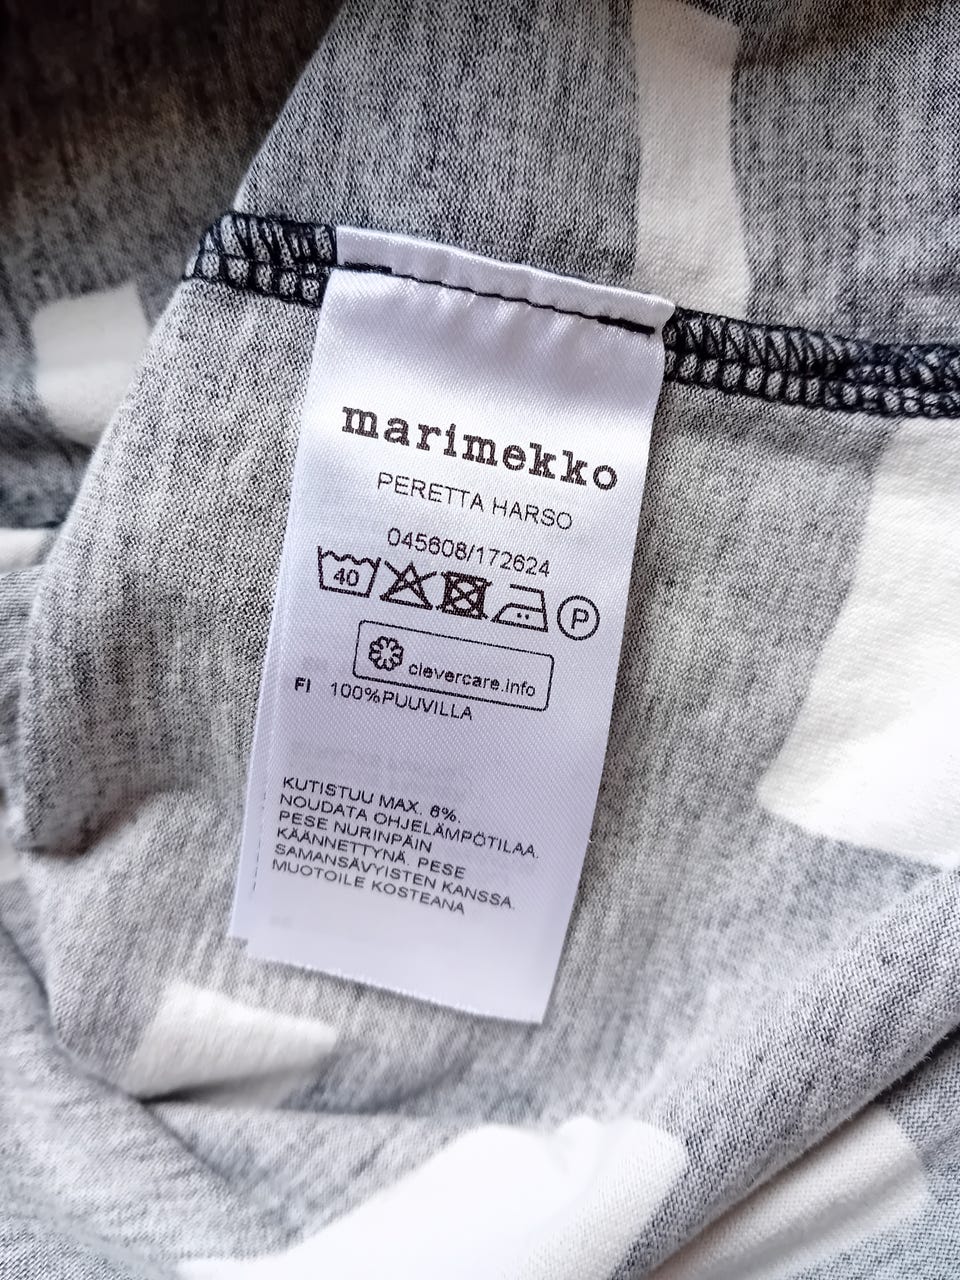 marimekko
PERETTA HARSO
045608/172624
40
P
clevercare.info
FI 100%PUUVILLA
KUTISTUU MAX. 6%.
NOUDATA OHJELÄMPÖTILAA.
PESE NURINPÄIN
KÄÄNNETTYNÄ. PESE
SAMANSÄVYISTEN KANSSA.
MUOTOILE KOSTEANA